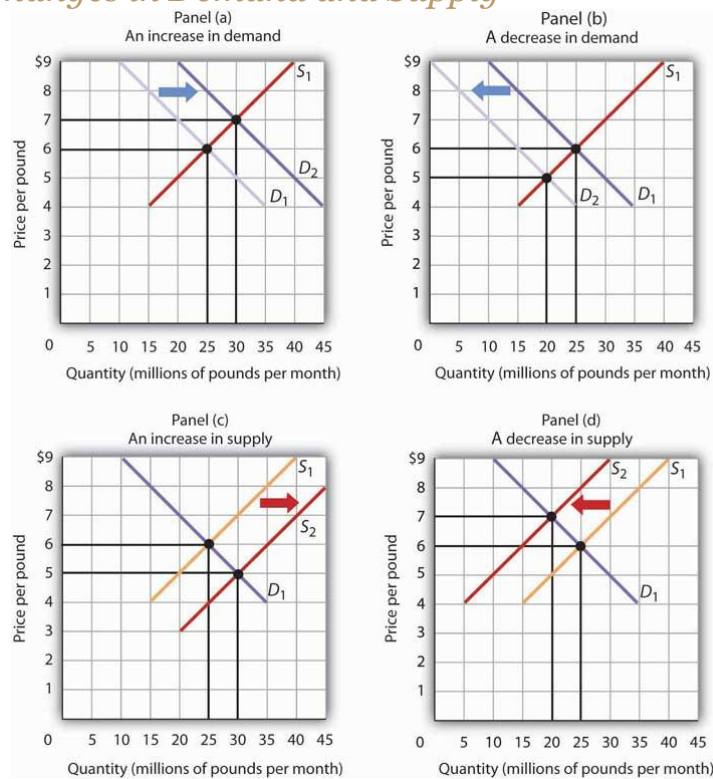 Changes in Demand and Supply
Panel (a)
An increase in demand
$9
8
7
6
5
4
3
2
1
0 5 10 15 20 25 30 35 40 45
Price per pound
Quantity (millions of pounds per month)
S1
D2
D1
Panel (b)
A decrease in demand
$9
8
7
6
5
4
3
2
1
0 5 10 15 20 25 30 35 40 45
Price per pound
Quantity (millions of pounds per month)
S1
D2
D1
Panel (c)
An increase in supply
$9
8
7
6
5
4
3
2
1
0 5 10 15 20 25 30 35 40 45
Price per pound
Quantity (millions of pounds per month)
S1
S2
D1
Panel (d)
A decrease in supply
$9
8
7
6
5
4
3
2
1
0 5 10 15 20 25 30 35 40 45
Price per pound
Quantity (millions of pounds per month)
S2
S1
D1